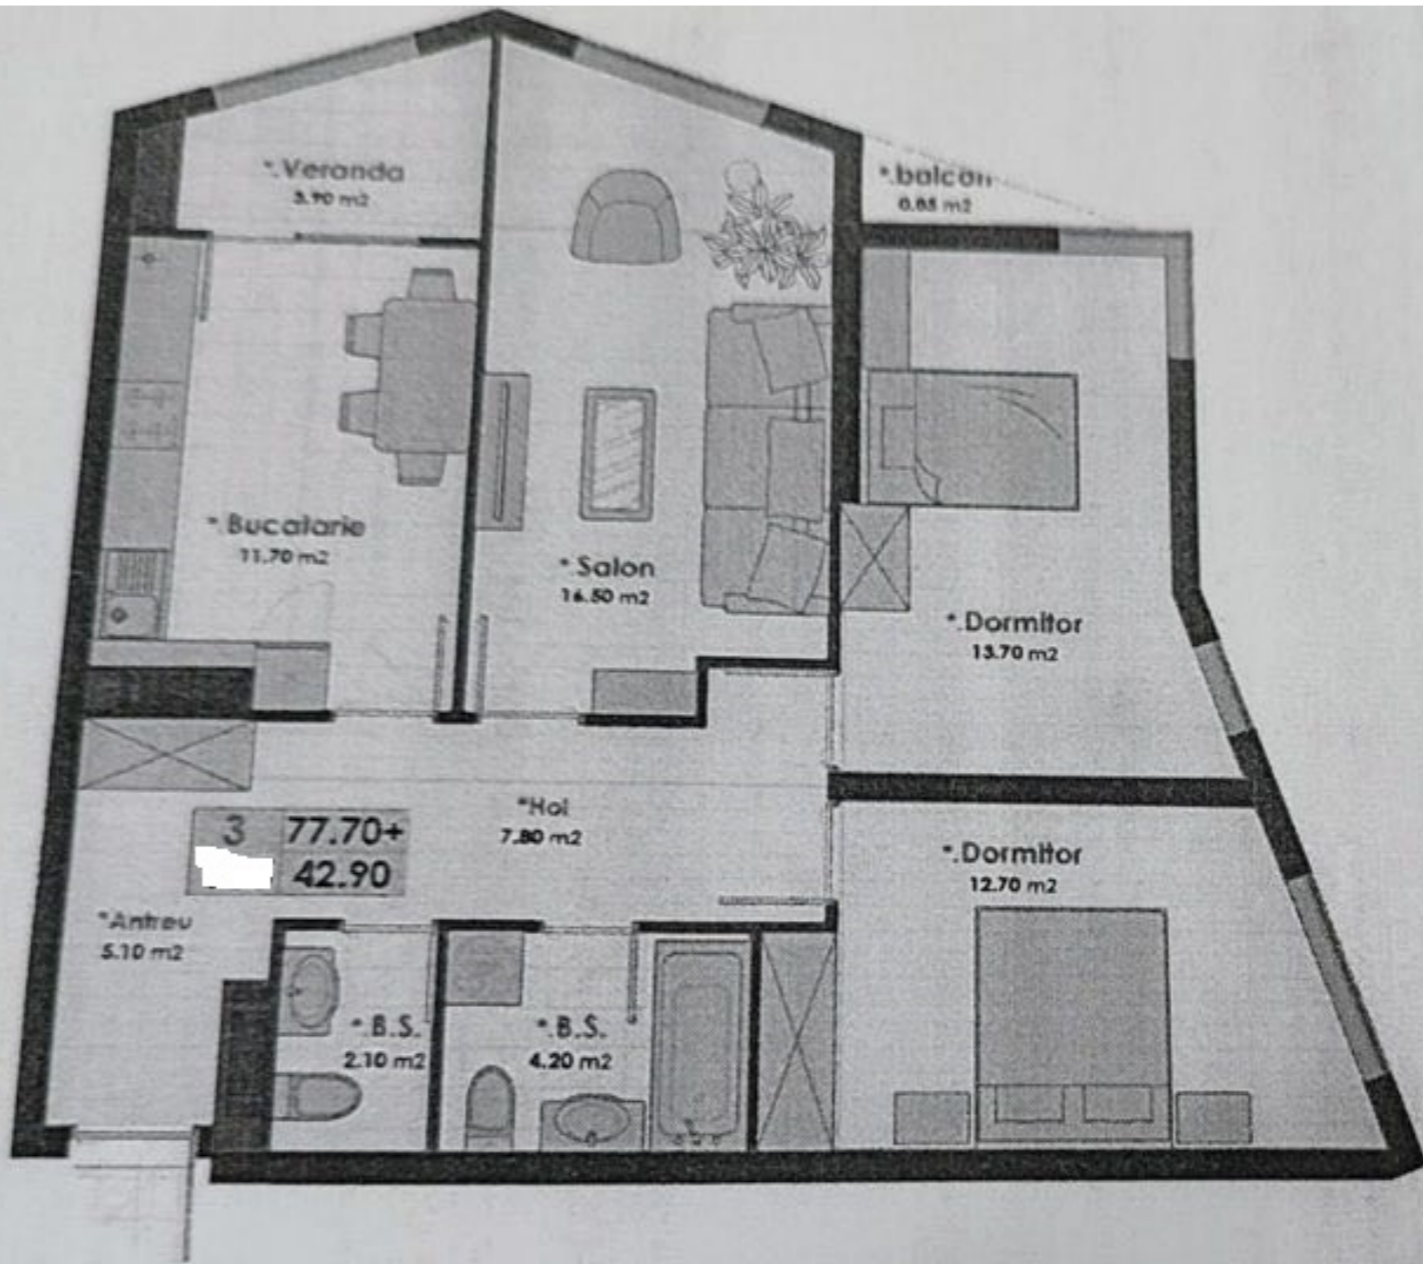 *.Veranda
3.90 m2
*.balcon
0.85 m2
*.Bucatarie
11.70 m2
*.Salon
16.50 m2
*.Dormitor
13.70 m2
*Hol
7.80 m2
3 77.70+
42.90
*.Dormitor
12.70 m2
*Antreu
5.10 m2
*.B.S.
2.10 m2
*.B.S.
4.20 m2